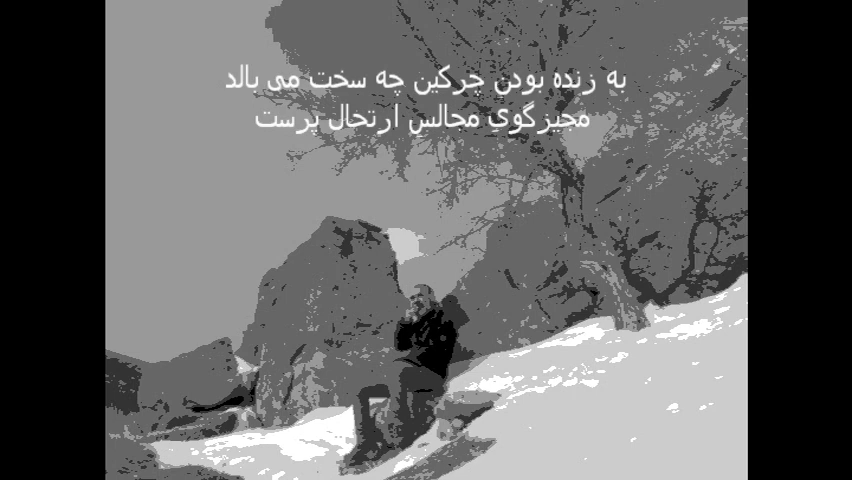 به زنده بودن چرکین چه سخت می بالد
مجیزگوی مجالسِ ارتحال پرست